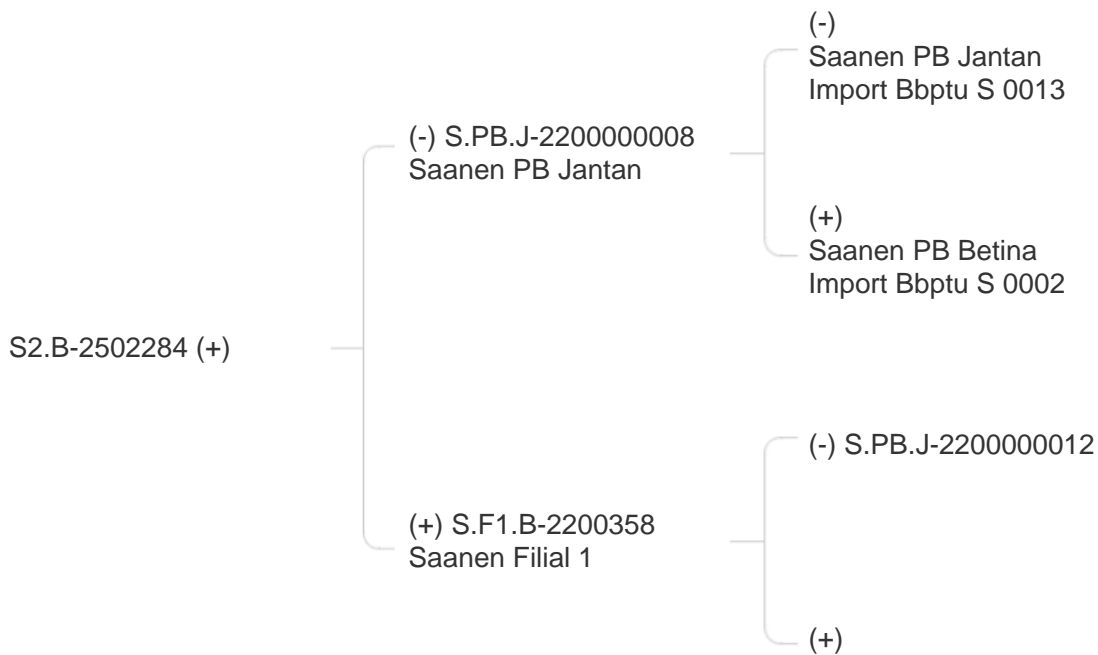 (-)
Saanen PB Jantan
Import Bbptu S 0013
(-) S.PB.J-2200000008
Saanen PB Jantan
(+)
Saanen PB Betina
Import Bbptu S 0002
S2.B-2502284 (+)
(-) S.PB.J-2200000012
(+) S.F1.B-2200358
Saanen Filial 1
(+)